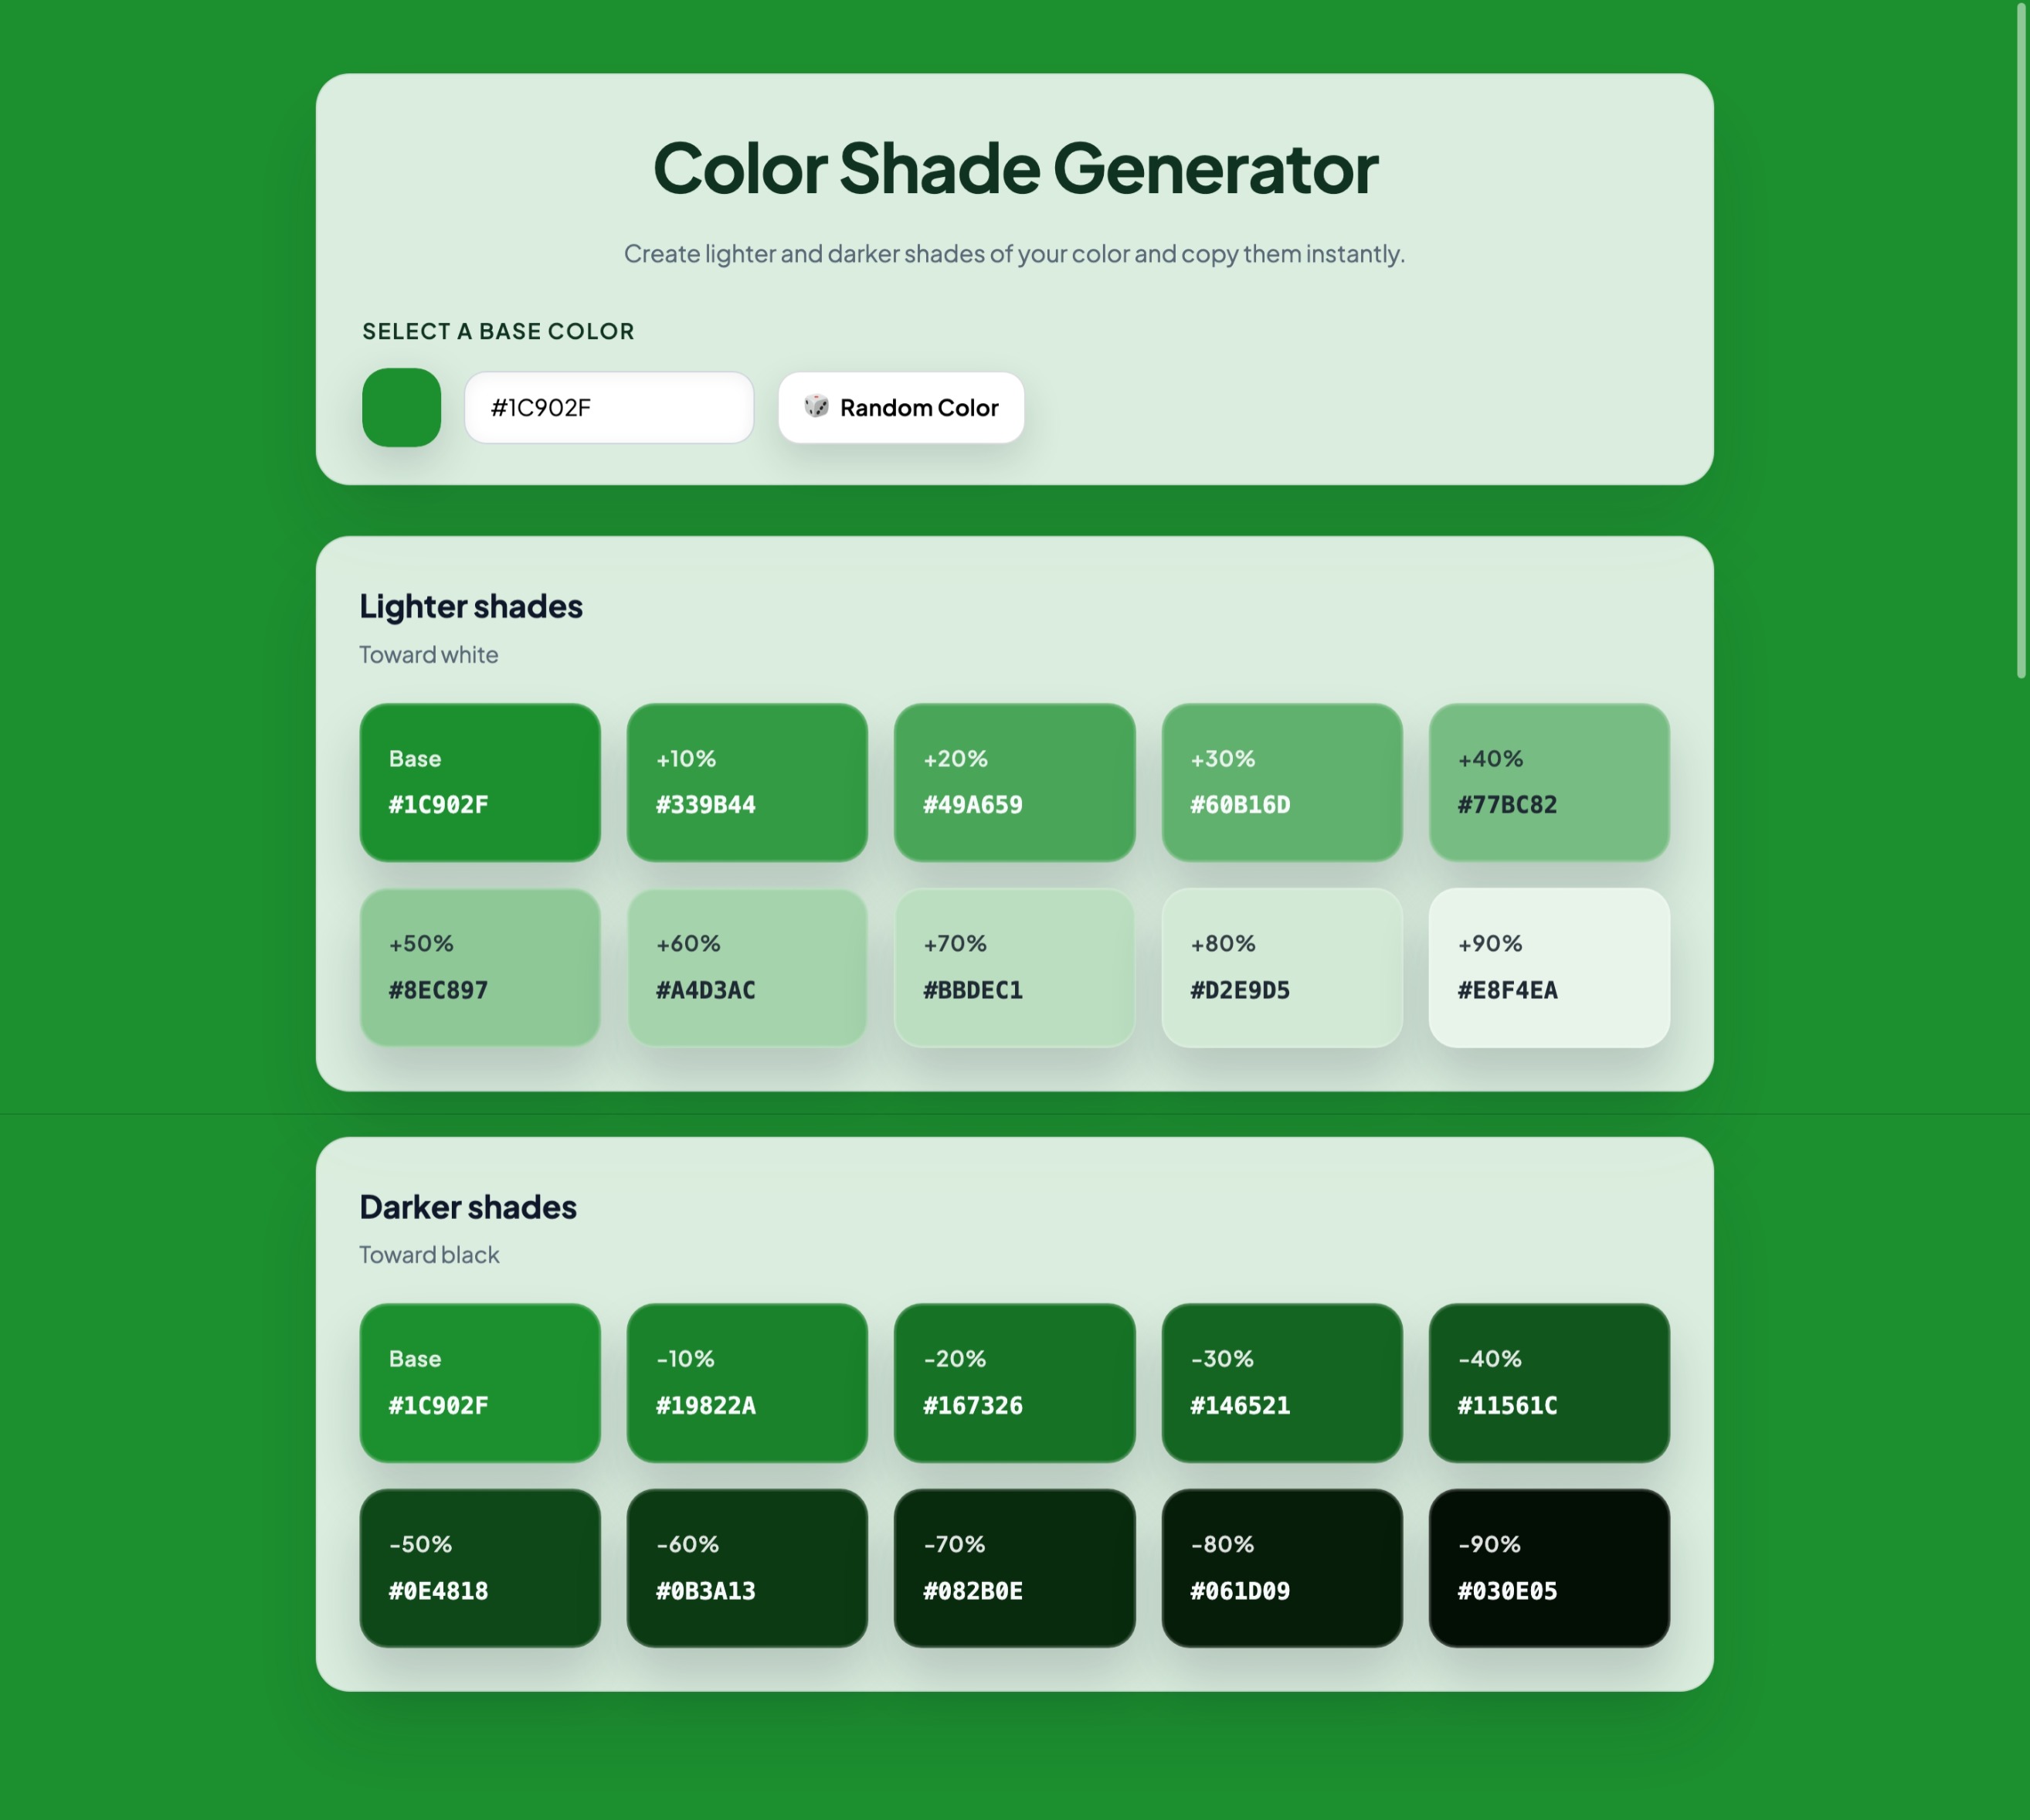 Color Shade Generator
Create lighter and darker shades of your color and copy them instantly.
SELECT A BASE COLOR
#1C902F
🎲 Random Color
Lighter shades
Toward white
Base
#1C902F
+10%
#339B44
+20%
#49A659
+30%
#60B16D
+40%
#77BC82
+50%
#8EC897
+60%
#A4D3AC
+70%
#BBDEC1
+80%
#D2E9D5
+90%
#E8F4EA
Darker shades
Toward black
Base
#1C902F
-10%
#19822A
-20%
#167326
-30%
#146521
-40%
#11561C
-50%
#0E4818
-60%
#0B3A13
-70%
#082B0E
-80%
#061D09
-90%
#030E05